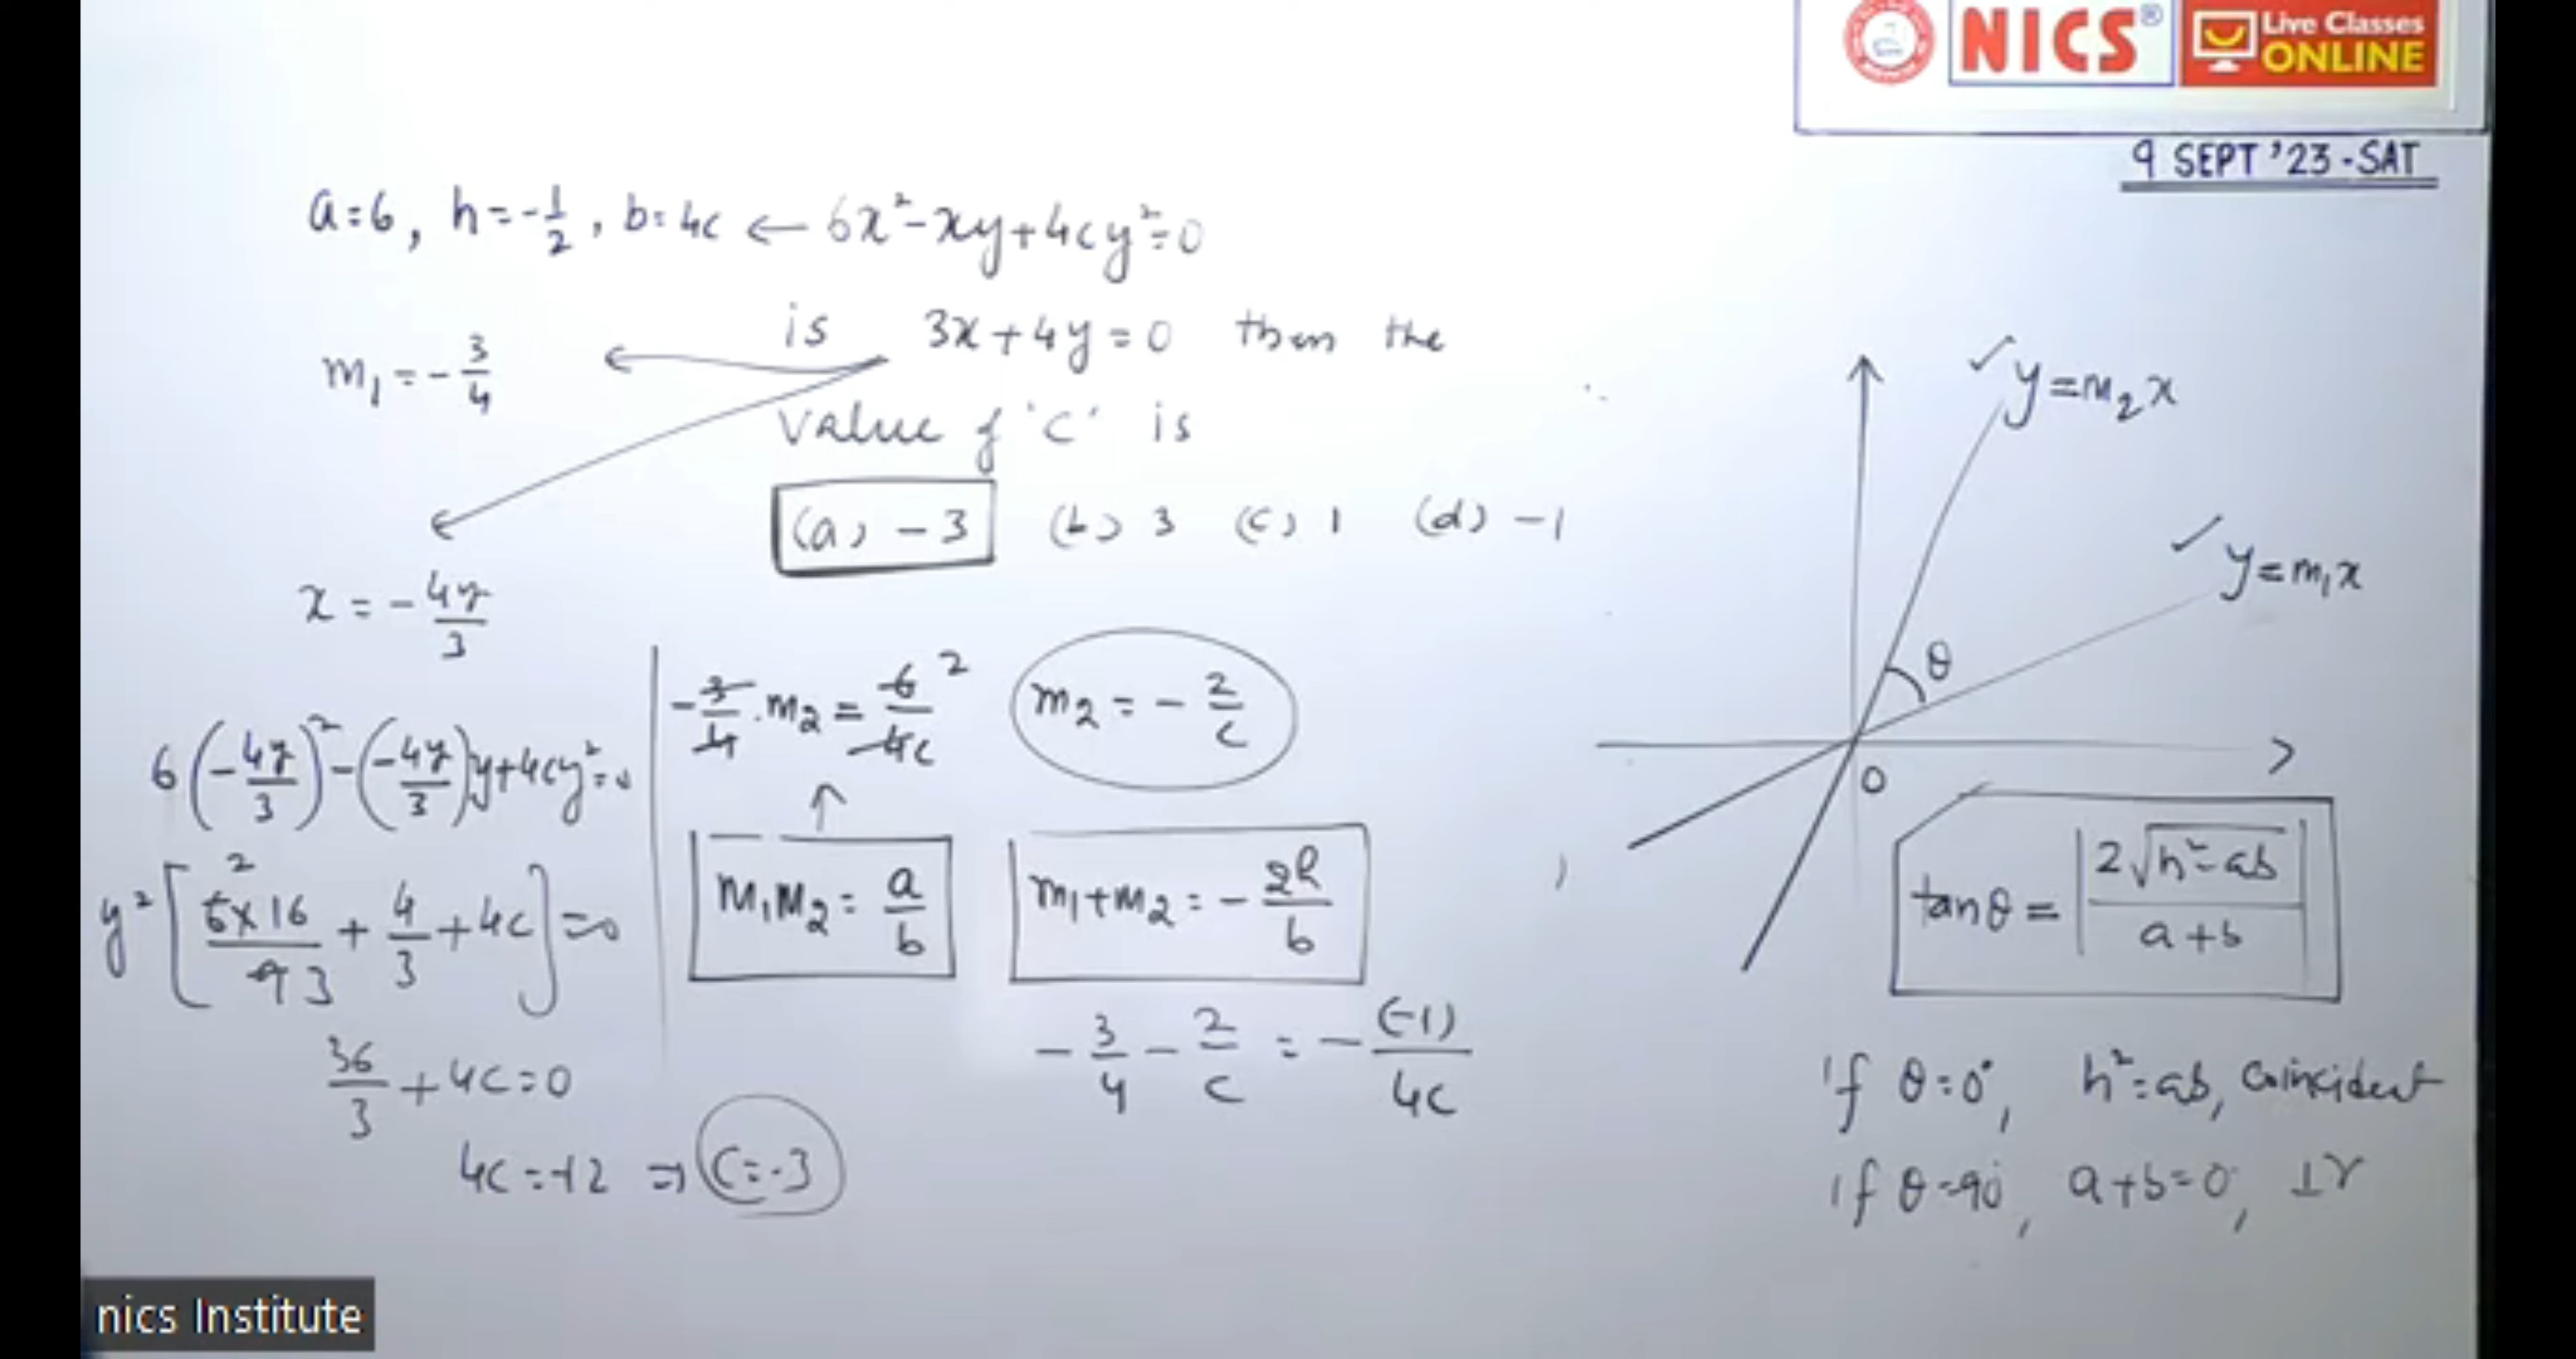 NICS®
Live Classes
ONLINE
9 SEPT '23 - SAT
a=6, h=-1/2, b=4c ← 6x²-xy+4cy²=0
is 3x+4y=0 then the
m₁=-3/4
value of 'c' is
(a) -3 (b) 3 (c) 1 (d) -1
x=-4y/3
6(-4y/3)²-(-4y/3)y+4cy²=0
y²[6×16/9 3 + 4/3 + 4c]=0
2
36/3+4c=0
4c=-12 ⇒ c=-3
-3/4.m₂=6/4c 2
m₂=-2/c
↑
m₁m₂=a/b
m₁+m₂=-2h/b
-3/4-2/c=-(-1)/4c
✓ y=m₂x
✓ y=m₁x
θ
O
tanθ=|2√h²-ab/a+b|
If θ=0°, h²=ab, Coincident
If θ=90°, a+b=0, ⊥r
nics Institute